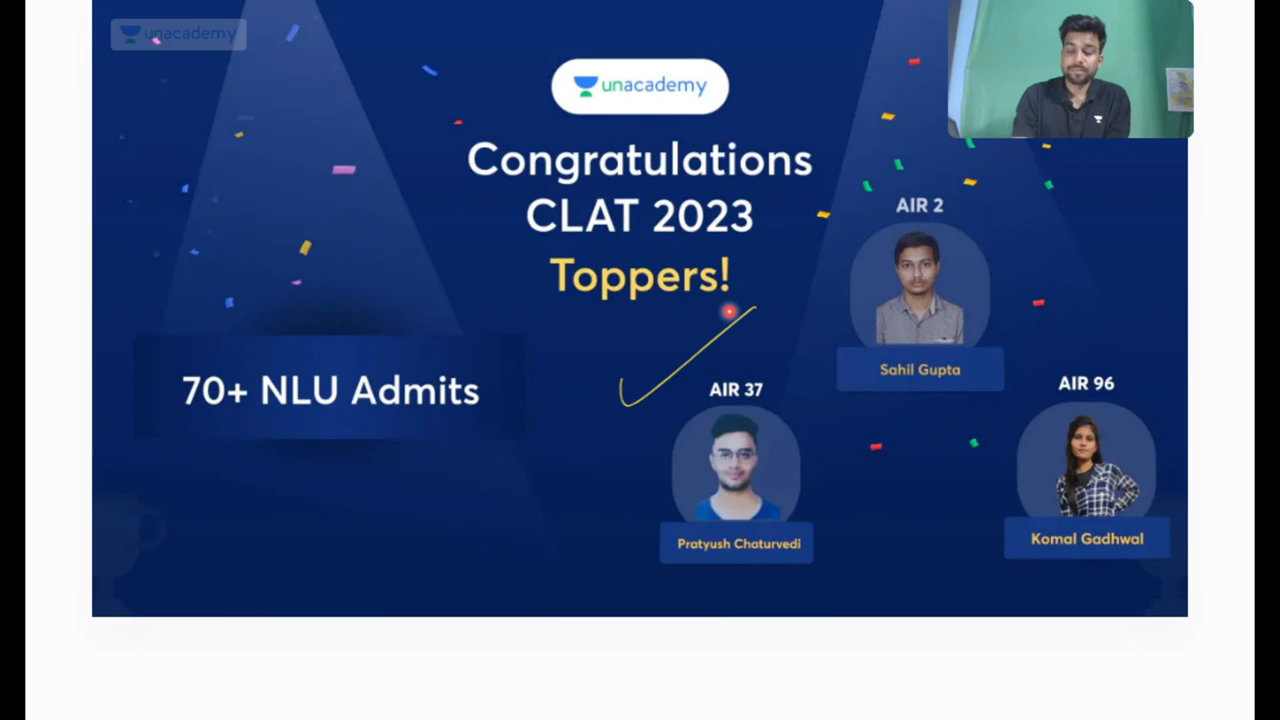 unacademy
unacademy
Congratulations
CLAT 2023
Toppers!
AIR 2
Sahil Gupta
70+ NLU Admits
AIR 37
Pratyush Chaturvedi
AIR 96
Komal Gadhwal